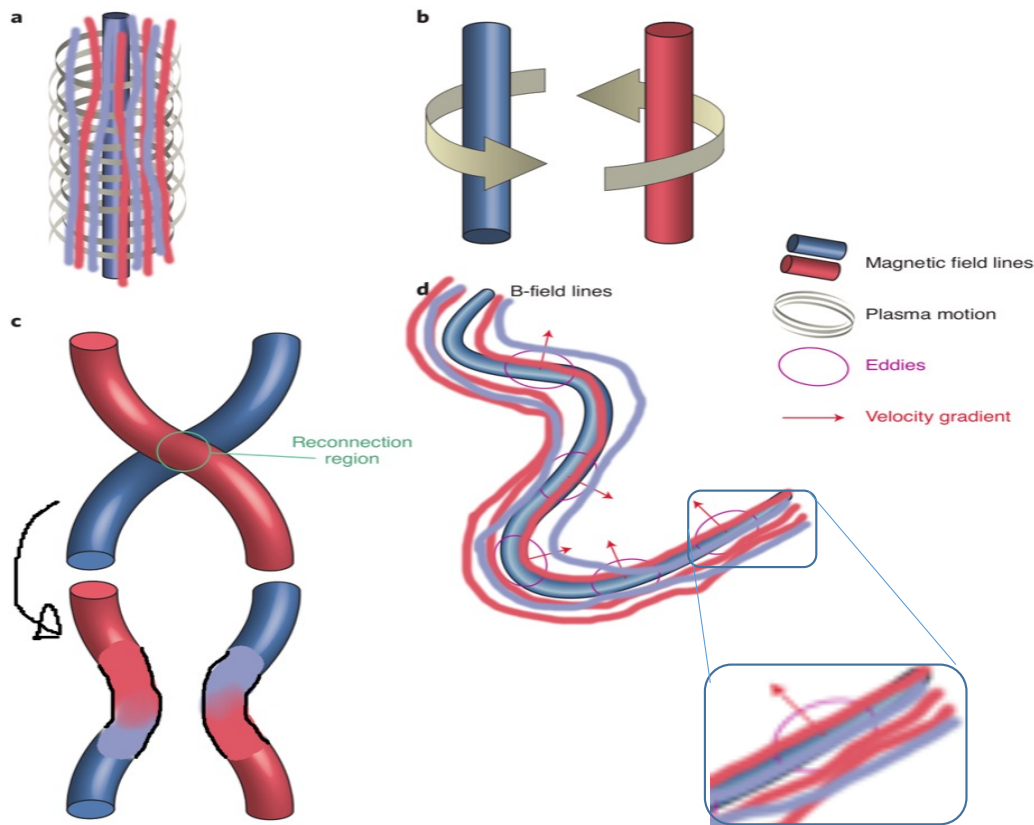 a
b
Magnetic field lines
Plasma motion
Eddies
Velocity gradient
c
Reconnection
region
d
B-field lines